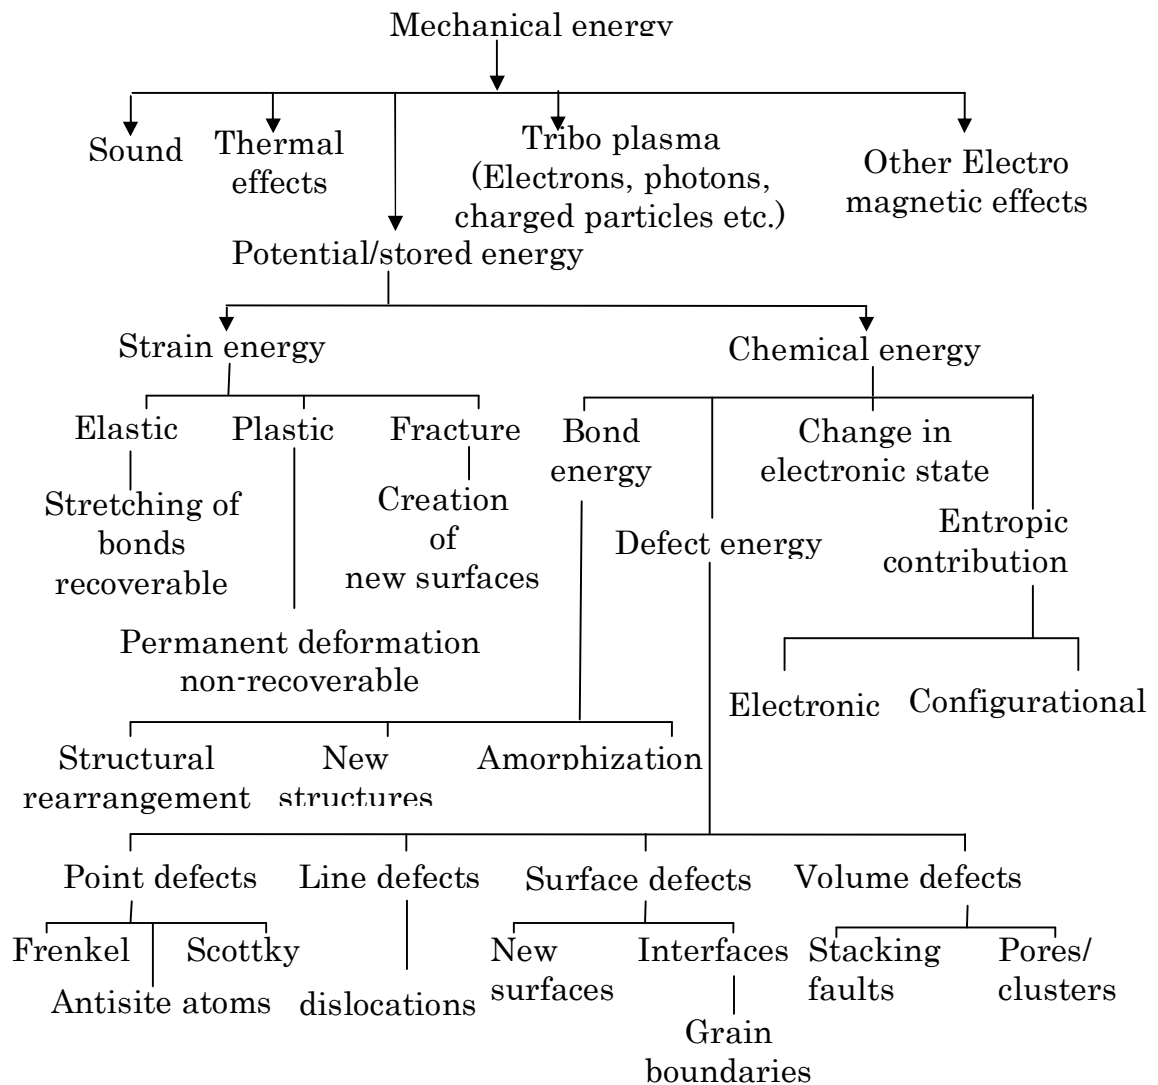 Mechanical energy
Sound
Thermal
effects
Tribo plasma
(Electrons, photons,
charged particles etc.)
Other Electro
magnetic effects
Potential/stored energy
Strain energy
Chemical energy
Elastic
Plastic
Fracture
Bond
energy
Change in
electronic state
Stretching of
bonds
recoverable
Creation
of
new surfaces
Defect energy
Entropic
contribution
Permanent deformation
non-recoverable
Electronic
Configurational
Structural
rearrangement
New
structures
Amorphization
Point defects
Line defects
Surface defects
Volume defects
Frenkel
Scottky
Antisite atoms
dislocations
New
surfaces
Interfaces
Grain
boundaries
Stacking
faults
Pores/
clusters